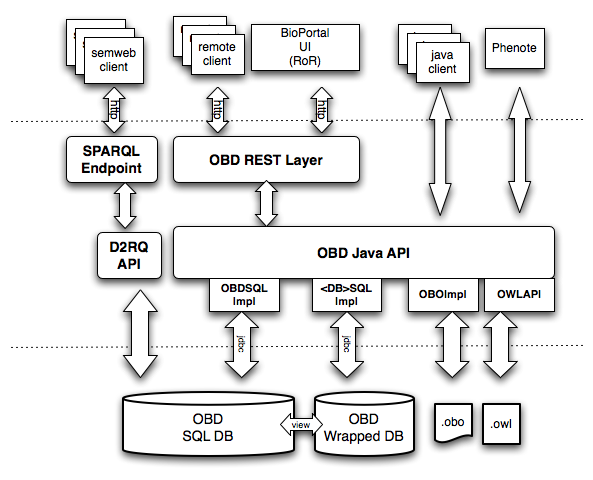 semweb
client
remote
client
BioPortal
UI
(RoR)
java
client
Phenote
http
http
http
SPARQL
Endpoint
OBD REST Layer
D2RQ
API
OBD Java API
OBDSQL
Impl
<DB>SQL
Impl
OBOImpl
OWLAPI
jdbc
jdbc
OBD
SQL DB
view
OBD
Wrapped DB
.obo
.owl